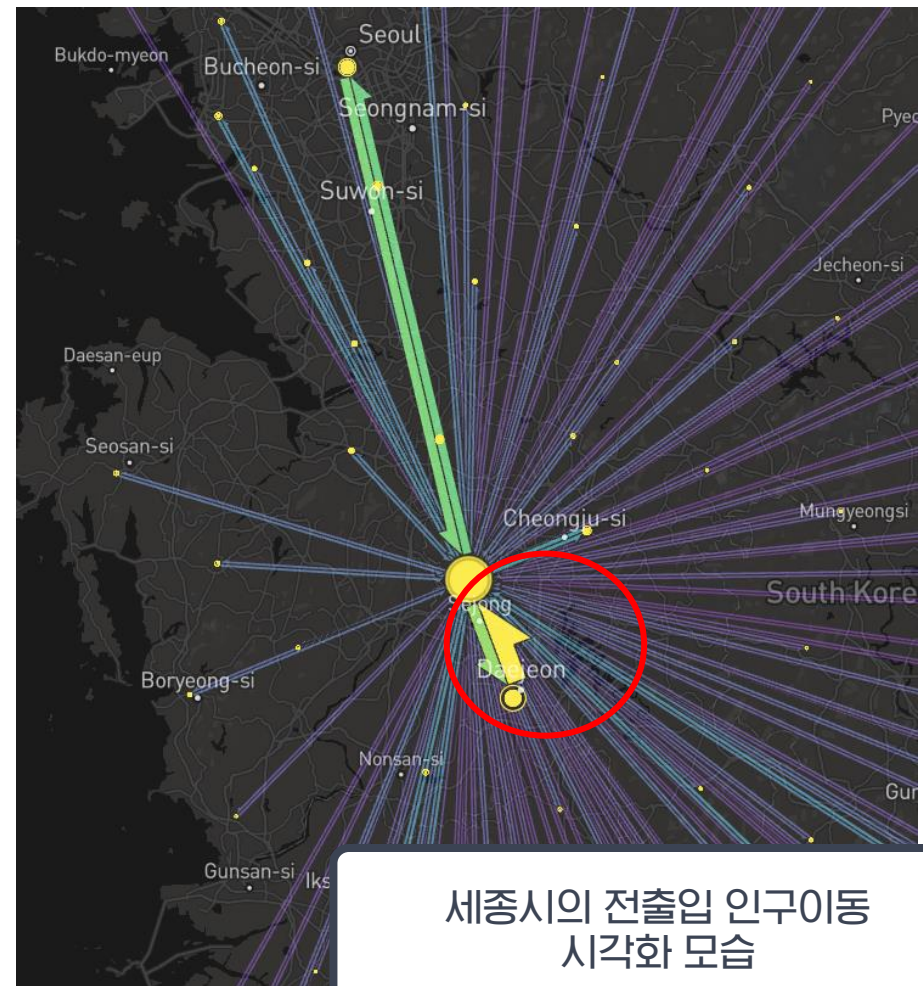 Seoul
Bukdo-myeon
Bucheon-si
Seongnam-si
Pyeo
Suwon-si
Jecheon-si
Daesan-eup
Seosan-si
Cheongju-si
Mungyeongsi
South Kore
Sejong
Daejeon
Boryeong-si
Nonsan-si
Gun
Gunsan-si
Iks
세종시의 전출입 인구이동
시각화 모습